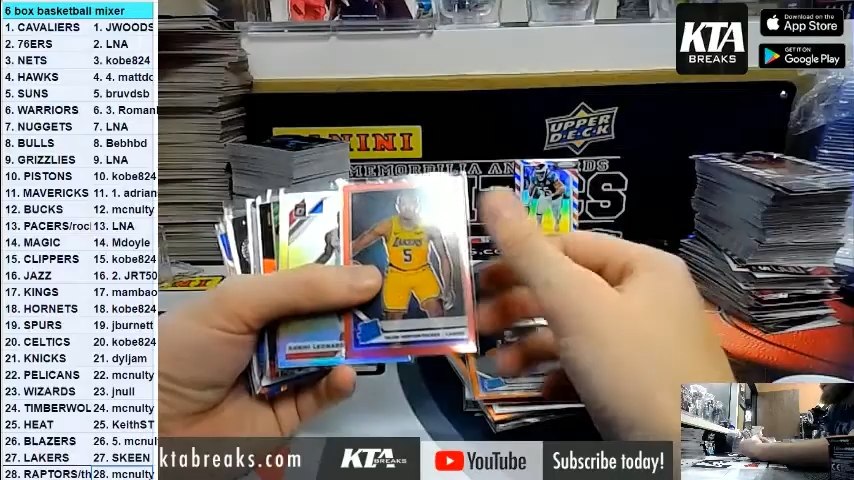 6 box basketball mixer
1. CAVALIERS 1. JWOODS
2. 76ERS 2. LNA
3. NETS 3. kobe824
4. HAWKS 4. 4. mattdo
5. SUNS 5. bruvdsb
6. WARRIORS 6. 3. Roman
7. NUGGETS 7. LNA
8. BULLS 8. Bebhbd
9. GRIZZLIES 9. LNA
10. PISTONS 10. kobe824
11. MAVERICKS 11. 1. adrian
12. BUCKS 12. mcnulty
13. PACERS/roc 13. LNA
14. MAGIC 14. Mdoyle
15. CLIPPERS 15. kobe824
16. JAZZ 16. 2. JRT50
17. KINGS 17. mambao
18. HORNETS 18. kobe824
19. SPURS 19. jburnett
20. CELTICS 20. kobe824
21. KNICKS 21. dyljam
22. PELICANS 22. mcnulty
23. WIZARDS 23. jnull
24. TIMBERWOL 24. mcnulty
25. HEAT 25. KeithST
26. BLAZERS 26. 5. mcnul
27. LAKERS 27. SKEEN
28. RAPTORS/th 28. mcnulty
KTA
BREAKS
Download on the
App Store
GET IT ON
Google Play
PANINI
UPPER DECK
MEMORABILIA AN
LAKERS
5
KAWHI LEONARD
ktabreaks.com
KTA BREAKS
YouTube
Subscribe today!